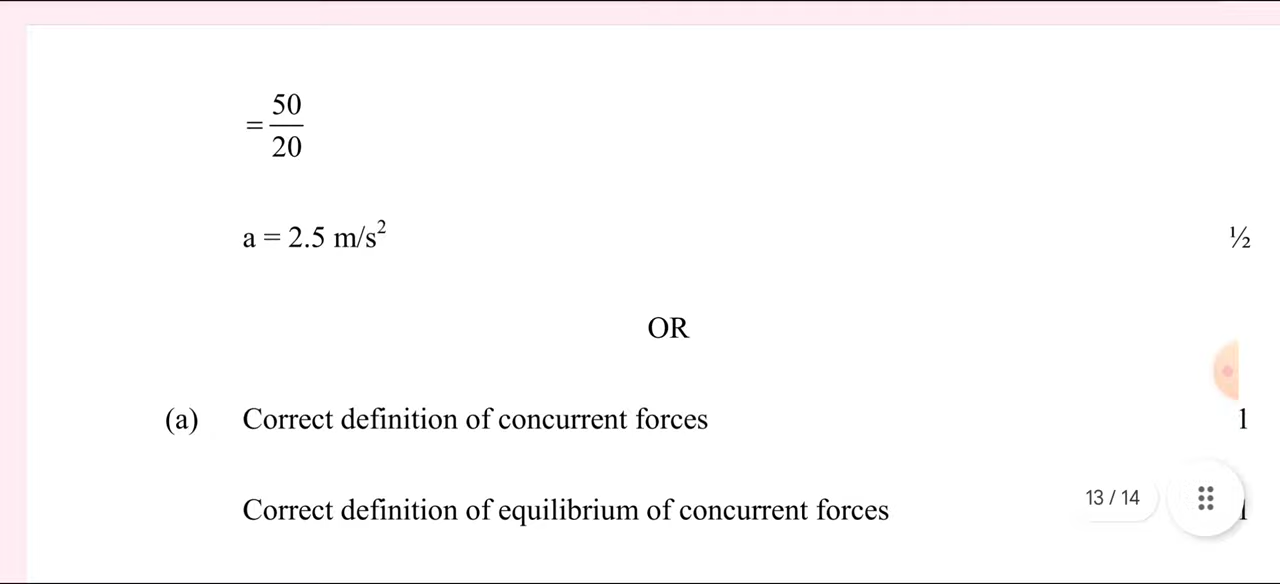 = 50/20
a = 2.5 m/s² ½
OR
(a) Correct definition of concurrent forces 1
Correct definition of equilibrium of concurrent forces
13 / 14